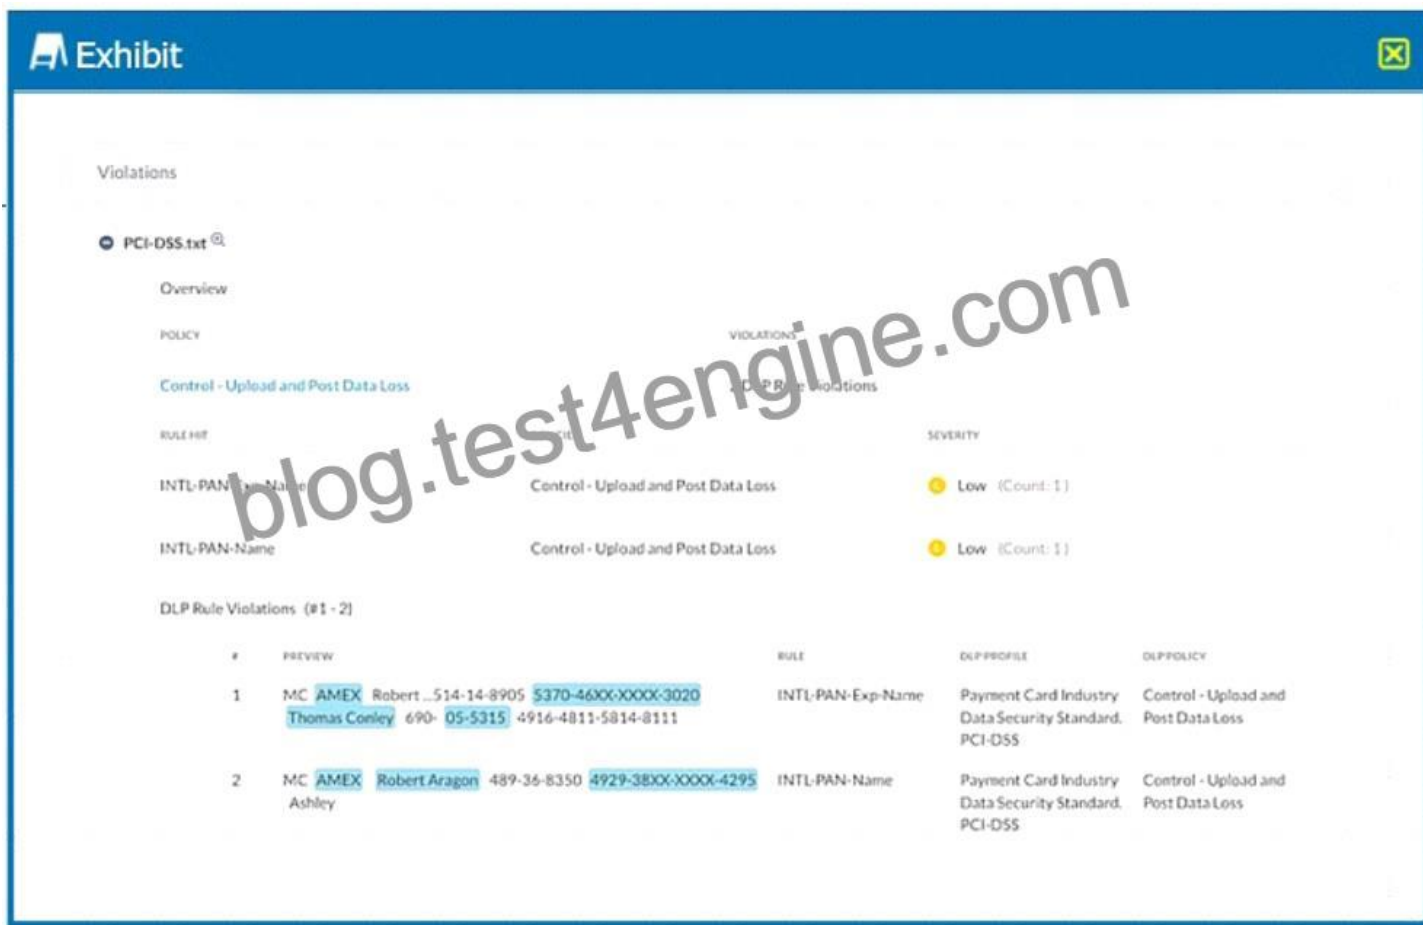 Exhibit
Violations
PCI-DSS.txt
Overview
POLICY VIOLATIONS
Control - Upload and Post Data Loss DLP Rule Violations
RULE HIT SEVERITY
INTL-PAN-Exp-Name Control - Upload and Post Data Loss Low (Count: 1)
INTL-PAN-Name Control - Upload and Post Data Loss Low (Count: 1)
DLP Rule Violations (#1 - 2)
# PREVIEW RULE DLP PROFILE DLP POLICY
1 MC AMEX Robert ...514-14-8905 5370-46XX-XXXX-3020 INTL-PAN-Exp-Name Payment Card Industry Control - Upload and
Thomas Conley 690- 05-5315 4916-4811-5814-8111 Data Security Standard. Post Data Loss
PCI-DSS
2 MC AMEX Robert Aragon 489-36-8350 4929-38XX-XXXX-4295 INTL-PAN-Name Payment Card Industry Control - Upload and
Ashley Data Security Standard. Post Data Loss
PCI-DSS
blog.test4engine.com